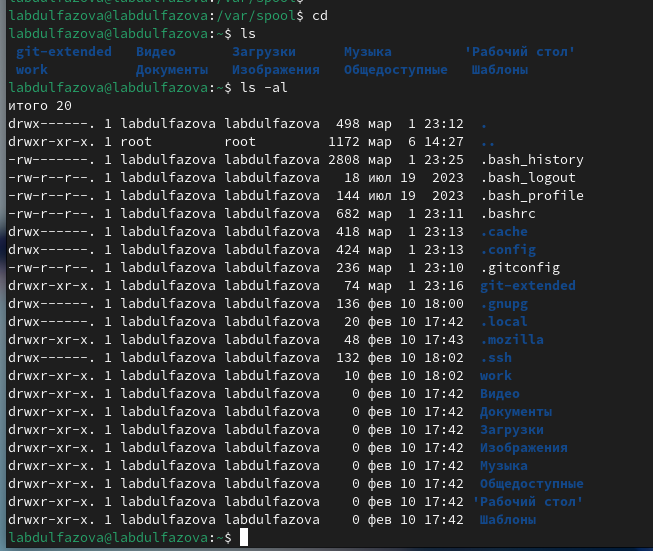 labdulfazova@labdulfazova:/var/spool$
labdulfazova@labdulfazova:/var/spool$ cd
labdulfazova@labdulfazova:~$ ls
git-extended Видео Загрузки Музыка 'Рабочий стол'
work Документы Изображения Общедоступные Шаблоны
labdulfazova@labdulfazova:~$ ls -al
итого 20
drwx------. 1 labdulfazova labdulfazova 498 мар 1 23:12 .
drwxr-xr-x. 1 root root 1172 мар 6 14:27 ..
-rw-------. 1 labdulfazova labdulfazova 2808 мар 1 23:25 .bash_history
-rw-r--r--. 1 labdulfazova labdulfazova 18 июл 19 2023 .bash_logout
-rw-r--r--. 1 labdulfazova labdulfazova 144 июл 19 2023 .bash_profile
-rw-r--r--. 1 labdulfazova labdulfazova 682 мар 1 23:11 .bashrc
drwx------. 1 labdulfazova labdulfazova 418 мар 1 23:13 .cache
drwx------. 1 labdulfazova labdulfazova 424 мар 1 23:13 .config
-rw-r--r--. 1 labdulfazova labdulfazova 236 мар 1 23:10 .gitconfig
drwxr-xr-x. 1 labdulfazova labdulfazova 74 мар 1 23:16 git-extended
drwx------. 1 labdulfazova labdulfazova 136 фев 10 18:00 .gnupg
drwx------. 1 labdulfazova labdulfazova 20 фев 10 17:42 .local
drwxr-xr-x. 1 labdulfazova labdulfazova 48 фев 10 17:43 .mozilla
drwx------. 1 labdulfazova labdulfazova 132 фев 10 18:02 .ssh
drwxr-xr-x. 1 labdulfazova labdulfazova 10 фев 10 18:02 work
drwxr-xr-x. 1 labdulfazova labdulfazova 0 фев 10 17:42 Видео
drwxr-xr-x. 1 labdulfazova labdulfazova 0 фев 10 17:42 Документы
drwxr-xr-x. 1 labdulfazova labdulfazova 0 фев 10 17:42 Загрузки
drwxr-xr-x. 1 labdulfazova labdulfazova 0 фев 10 17:42 Изображения
drwxr-xr-x. 1 labdulfazova labdulfazova 0 фев 10 17:42 Музыка
drwxr-xr-x. 1 labdulfazova labdulfazova 0 фев 10 17:42 Общедоступные
drwxr-xr-x. 1 labdulfazova labdulfazova 0 фев 10 17:42 'Рабочий стол'
drwxr-xr-x. 1 labdulfazova labdulfazova 0 фев 10 17:42 Шаблоны
labdulfazova@labdulfazova:~$